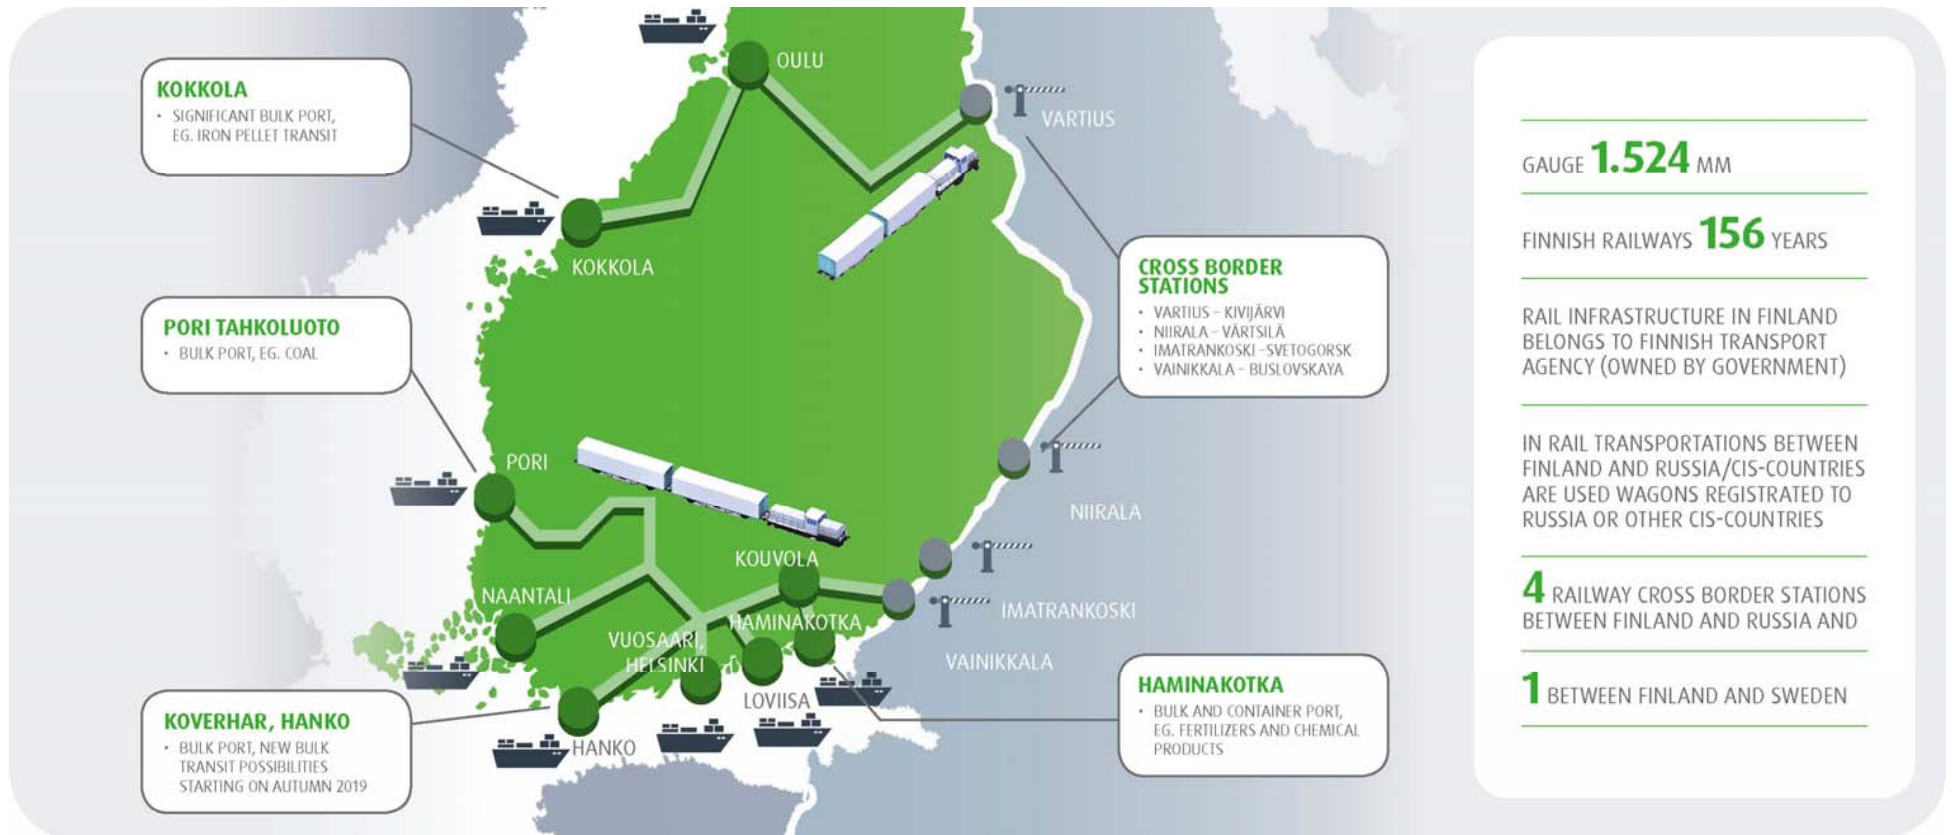 OULU
VARTIUS
KOKKOLA
• SIGNIFICANT BULK PORT,
EG. IRON PELLET TRANSIT
KOKKOLA
CROSS BORDER
STATIONS
• VARTIUS – KIVIJÄRVI
• NIIRALA – VÄRTSILÄ
• IMATRANKOSKI –SVETOGORSK
• VAINIKKALA – BUSLOVSKAYA
PORI TAHKOLUOTO
• BULK PORT, EG. COAL
PORI
NIIRALA
KOUVOLA
NAANTALI
HAMINAKOTKA
VUOSAARI,
HELSINKI
IMATRANKOSKI
VAINIKKALA
LOVIISA
HANKO
KOVERHAR, HANKO
• BULK PORT, NEW BULK
TRANSIT POSSIBILITIES
STARTING ON AUTUMN 2019
HAMINAKOTKA
• BULK AND CONTAINER PORT,
EG. FERTILIZERS AND CHEMICAL
PRODUCTS
GAUGE 1.524 MM
FINNISH RAILWAYS 156 YEARS
RAIL INFRASTRUCTURE IN FINLAND
BELONGS TO FINNISH TRANSPORT
AGENCY (OWNED BY GOVERNMENT)
IN RAIL TRANSPORTATIONS BETWEEN
FINLAND AND RUSSIA/CIS-COUNTRIES
ARE USED WAGONS REGISTRATED TO
RUSSIA OR OTHER CIS-COUNTRIES
4 RAILWAY CROSS BORDER STATIONS
BETWEEN FINLAND AND RUSSIA AND
1 BETWEEN FINLAND AND SWEDEN